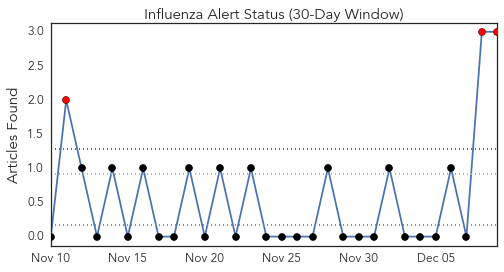 Influenza Alert Status (30-Day Window)
Articles Found
3.0
2.5
2.0
1.5
1.0
0.5
0.0
Nov 10 Nov 15 Nov 20 Nov 25 Nov 30 Dec 05